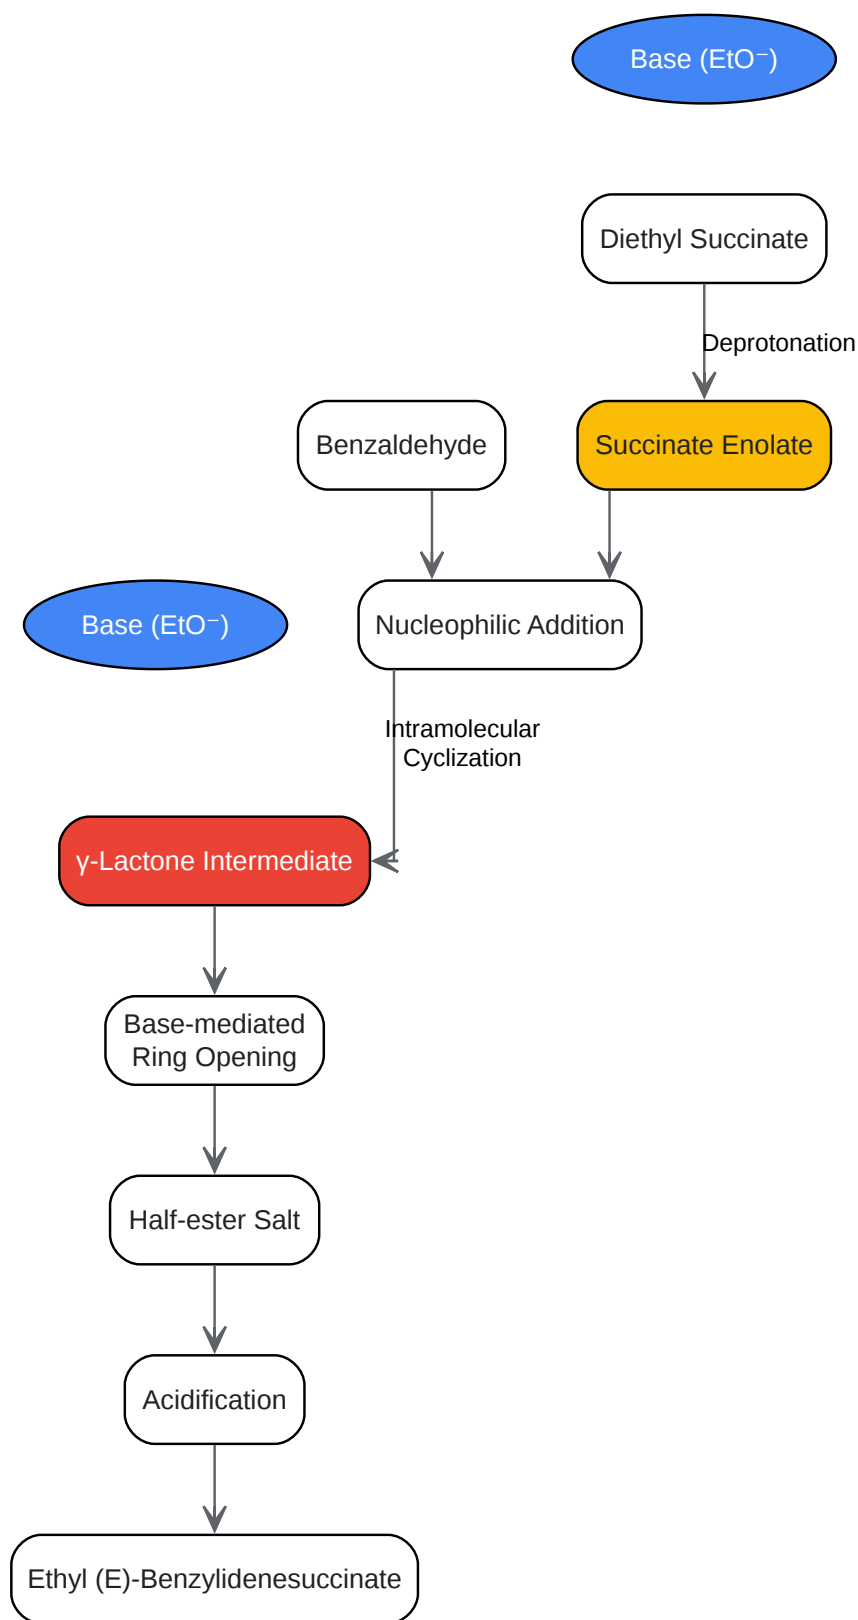 Base (EtO⁻)
Diethyl Succinate
Deprotonation
Benzaldehyde
Succinate Enolate
Base (EtO⁻)
Nucleophilic Addition
Intramolecular
Cyclization
γ-Lactone Intermediate
Base-mediated
Ring Opening
Half-ester Salt
Acidification
Ethyl (E)-Benzylidenesuccinate